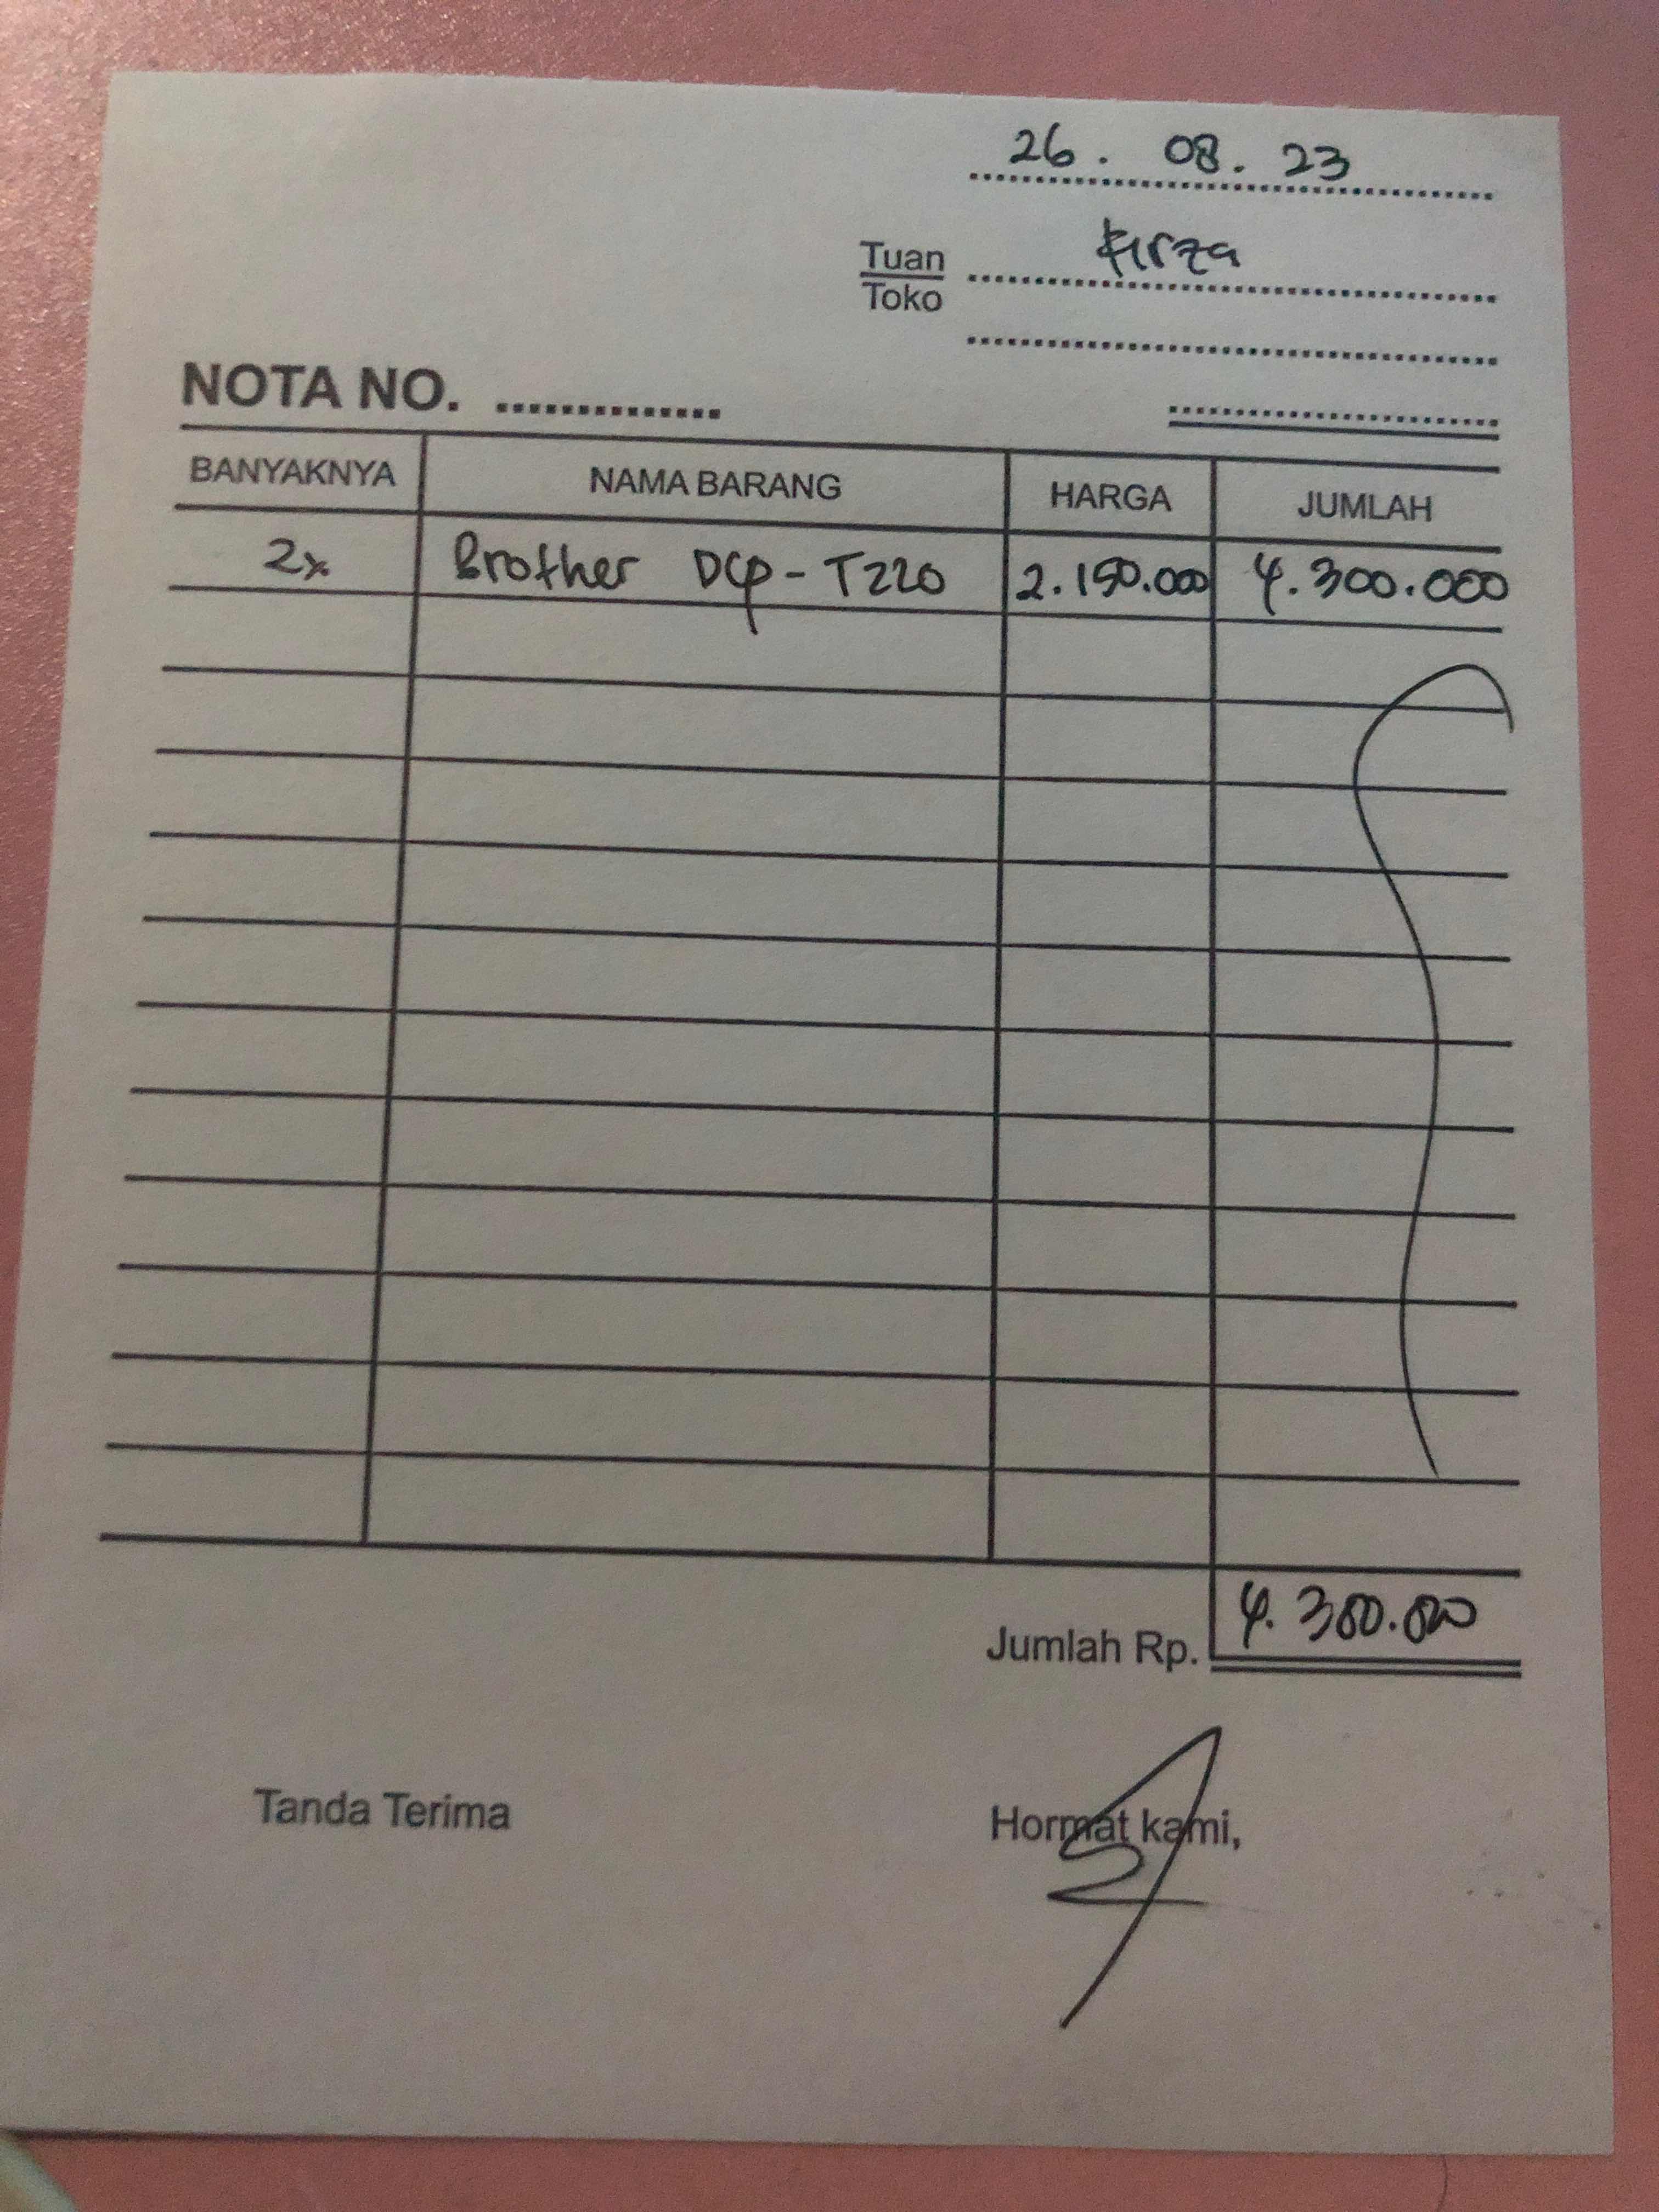 26. 08. 23
Tuan Firza
Toko
NOTA NO.
BANYAKNYA NAMA BARANG HARGA JUMLAH
2x Brother DCP-T220 2.150.000 4.300.000
Jumlah Rp. 4.300.000
Tanda Terima Hormat kami,